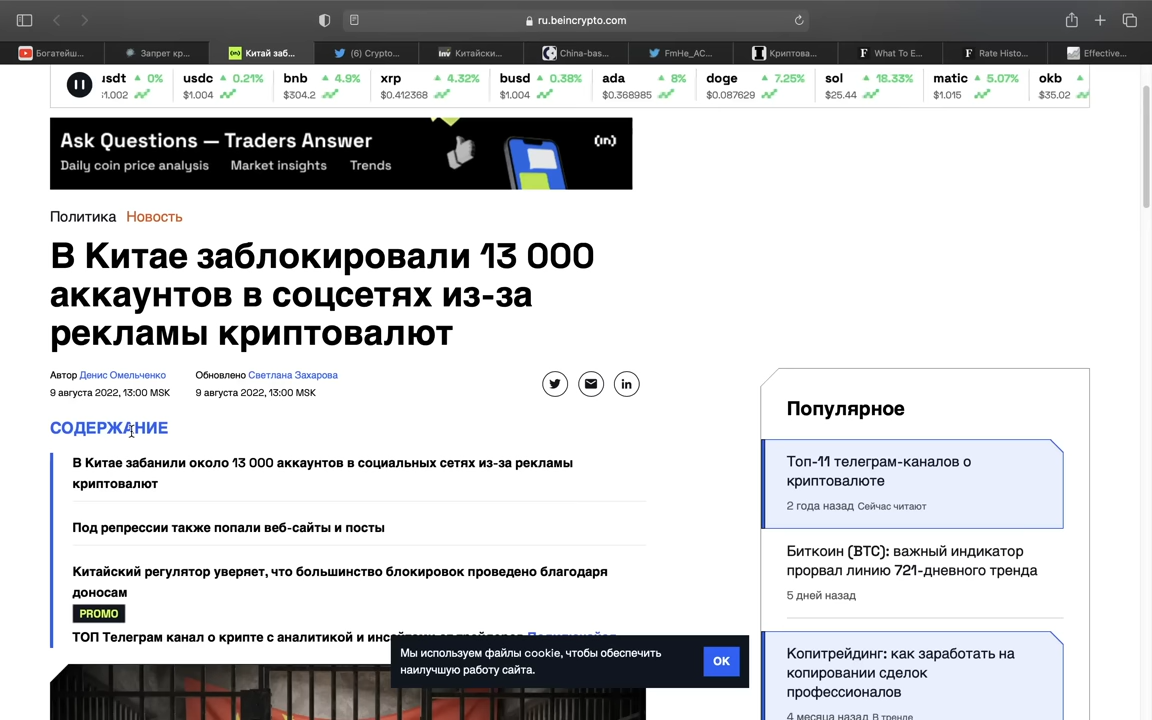 ru.beincrypto.com
Богатейш...
Запрет кр...
Китай заб...
(6) Crypto...
Китайски...
China-bas...
FmHe_AC...
Криптова...
What To E...
Rate Histo...
Effective...
usdt 0% usdc 0.21% bnb 4.9% xrp 4.32% busd 0.38% ada 8% doge 7.25% sol 18.33% matic 5.07% okb
$1.002 $1.004 $304.2 $0.412368 $1.004 $0.368985 $0.087629 $25.44 $1.015 $35.02
Ask Questions — Traders Answer
Daily coin price analysis Market insights Trends
(in)
Политика Новость
В Китае заблокировали 13 000
аккаунтов в соцсетях из-за
рекламы криптовалют
Автор Денис Омельченко
9 августа 2022, 13:00 MSK
Обновлено Светлана Захарова
9 августа 2022, 13:00 MSK
СОДЕРЖАНИЕ
В Китае забанили около 13 000 аккаунтов в социальных сетях из-за рекламы
криптовалют
Под репрессии также попали веб-сайты и посты
Китайский регулятор уверяет, что большинство блокировок проведено благодаря
доносам
PROMO
ТОП Телеграм канал о крипте с аналитикой и
Мы используем файлы cookie, чтобы обеспечить
наилучшую работу сайта.
OK
Популярное
Топ-11 телеграм-каналов о
криптовалюте
2 года назад Сейчас читают
Биткоин (BTC): важный индикатор
прорвал линию 721-дневного тренда
5 дней назад
Копитрейдинг: как заработать на
копировании сделок
профессионалов
4 месяца назад В тренде